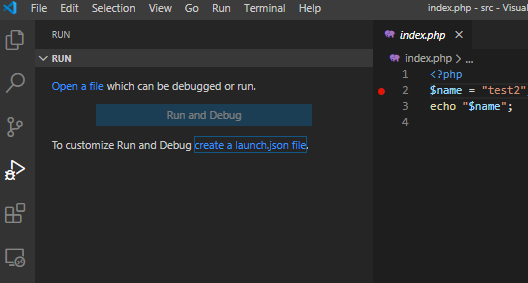 File Edit Selection View Go Run Terminal Help index.php - src - Visual
RUN
RUN
Open a file which can be debugged or run.
Run and Debug
To customize Run and Debug create a launch.json file.
index.php
index.php > ...
1 <?php
2 $name = "test2"
3 echo "$name";
4